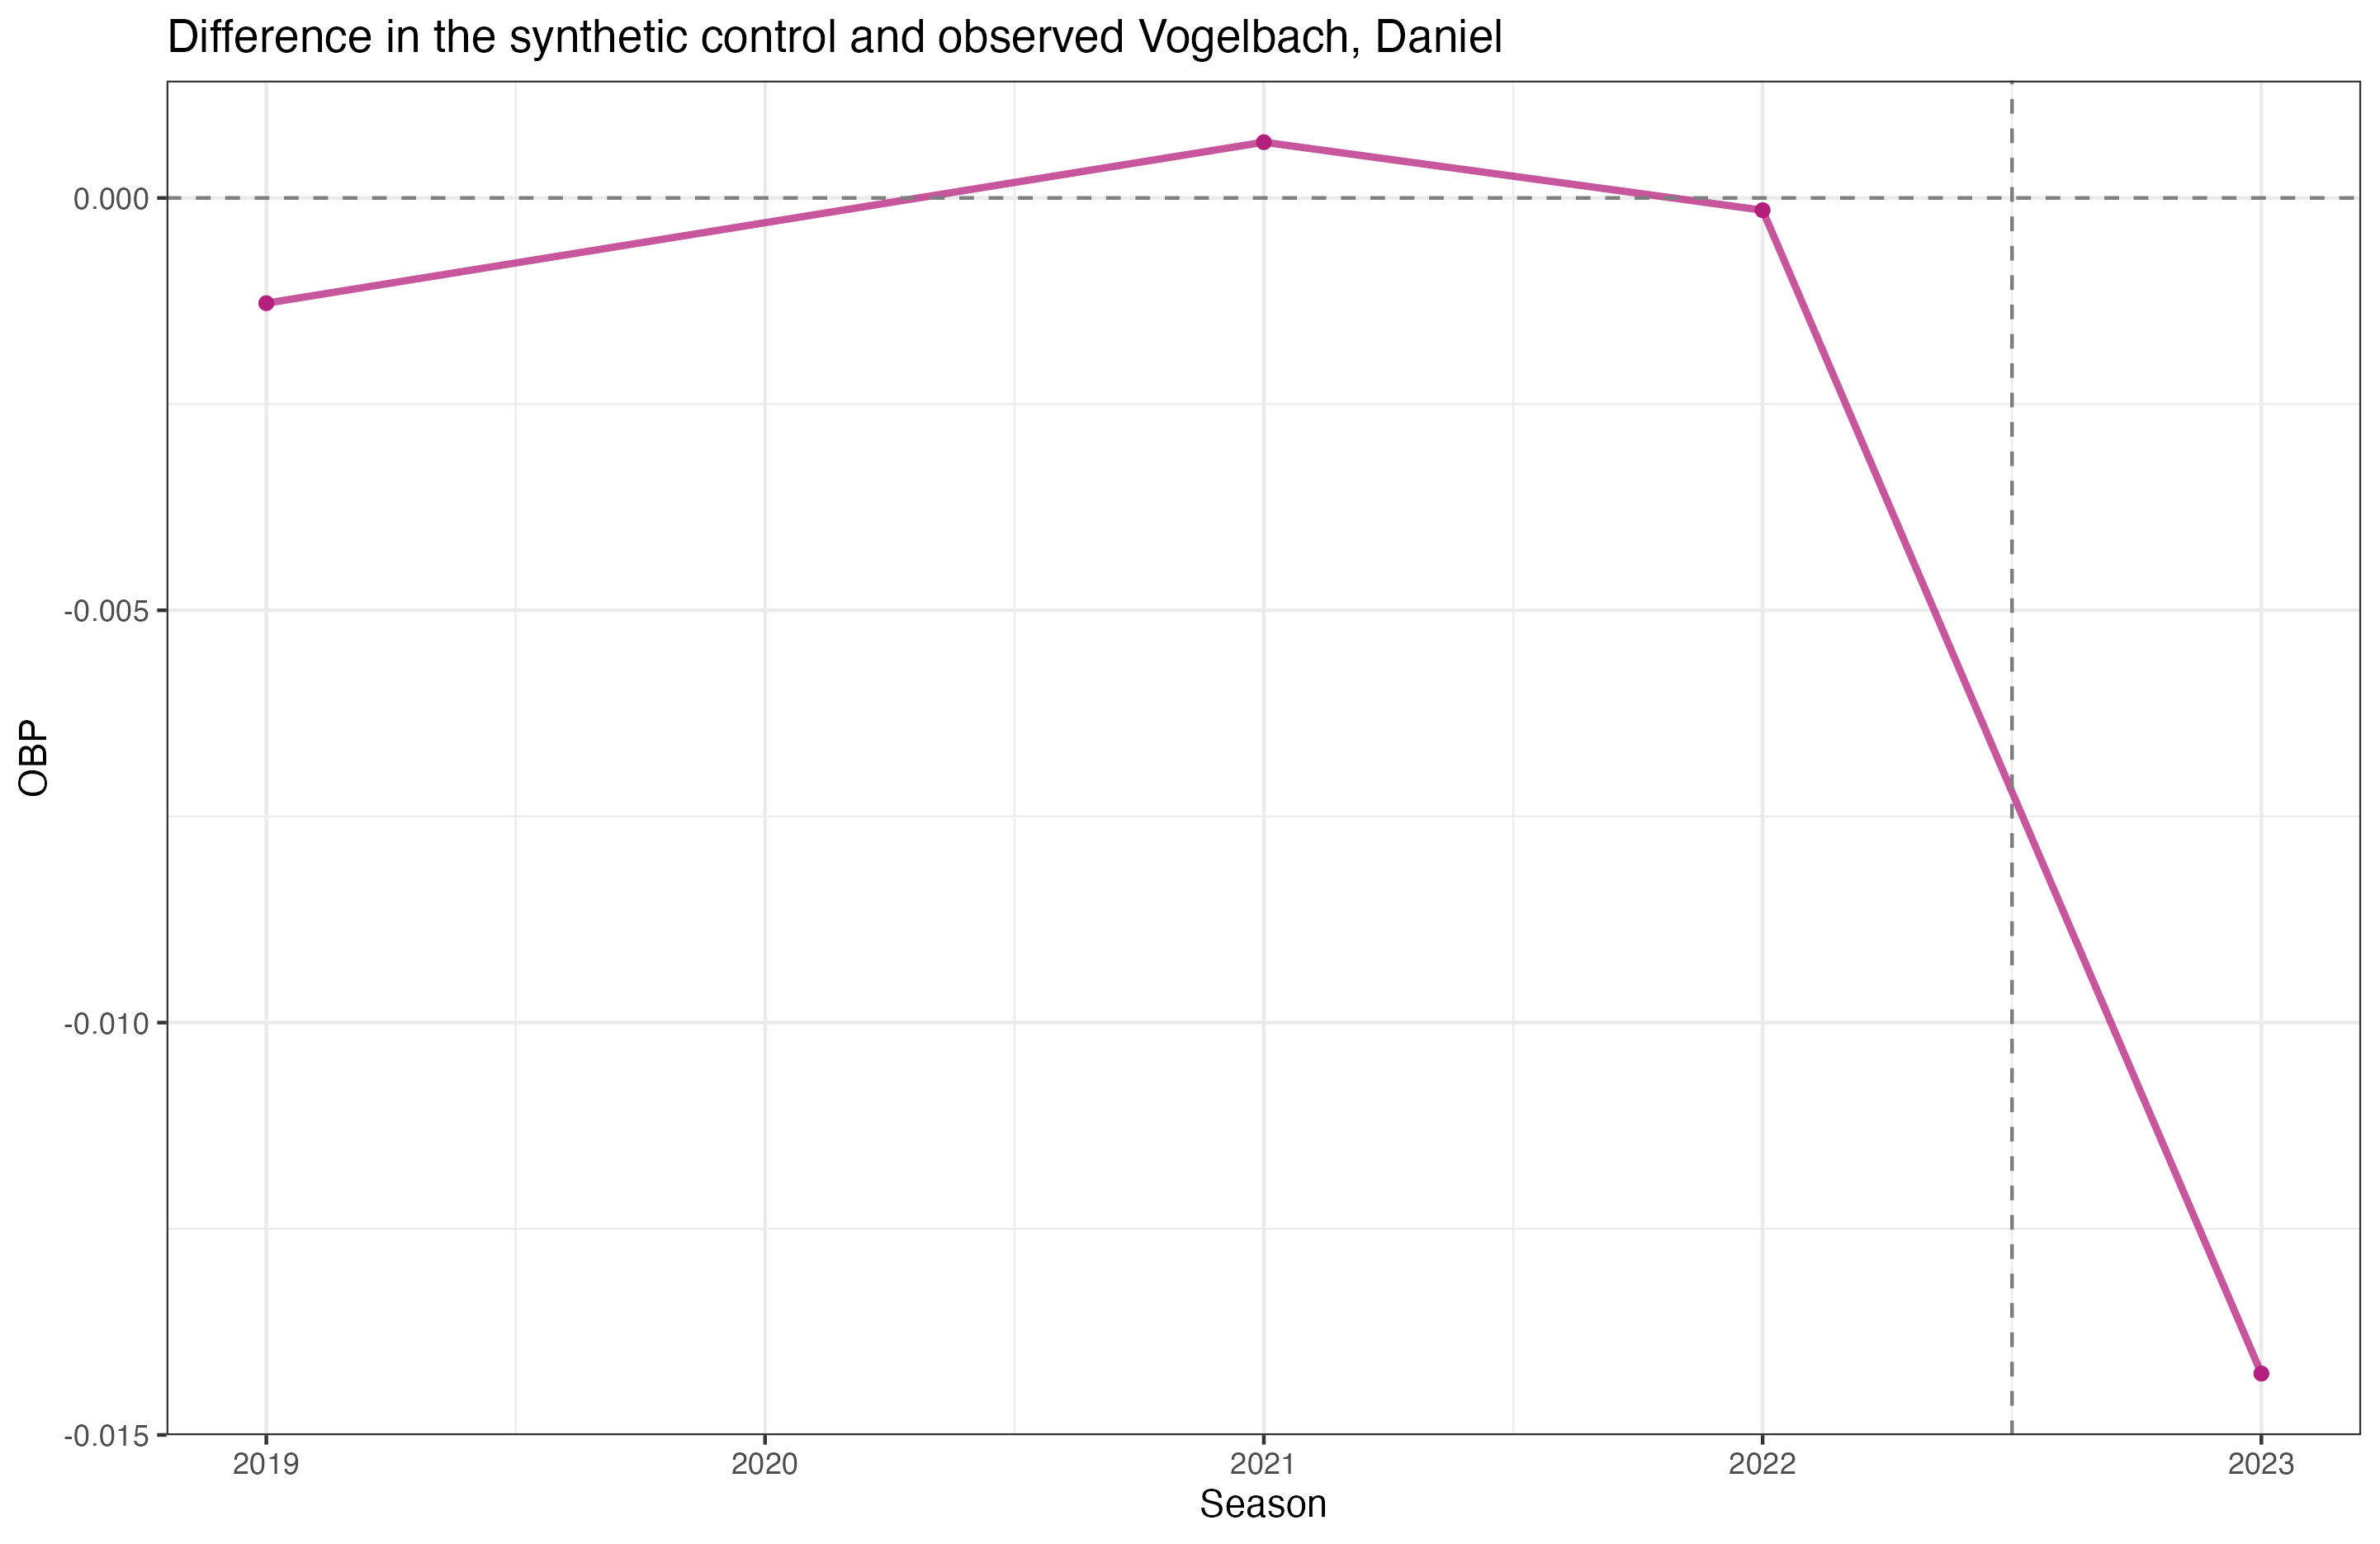 Difference in the synthetic control and observed Vogelbach, Daniel
OBP
0.000
-0.005
-0.010
-0.015
2019 2020 2021 2022 2023
Season